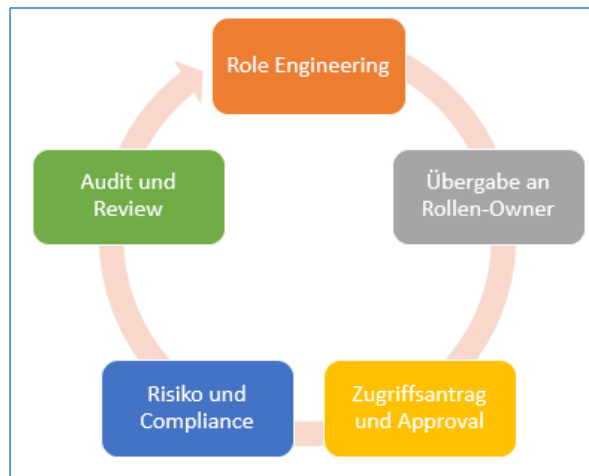 Role Engineering
Übergabe an
Rollen-Owner
Zugriffsantrag
und Approval
Risiko und
Compliance
Audit und
Review